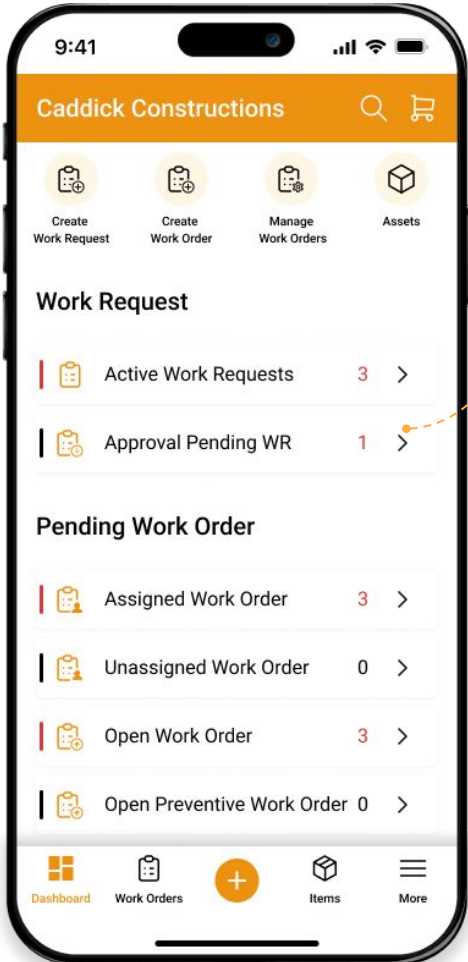 9:41
Caddick Constructions
Create
Work Request
Create
Work Order
Manage
Work Orders
Assets
Work Request
Active Work Requests 3
Approval Pending WR 1
Pending Work Order
Assigned Work Order 3
Unassigned Work Order 0
Open Work Order 3
Open Preventive Work Order 0
Dashboard
Work Orders
Items
More